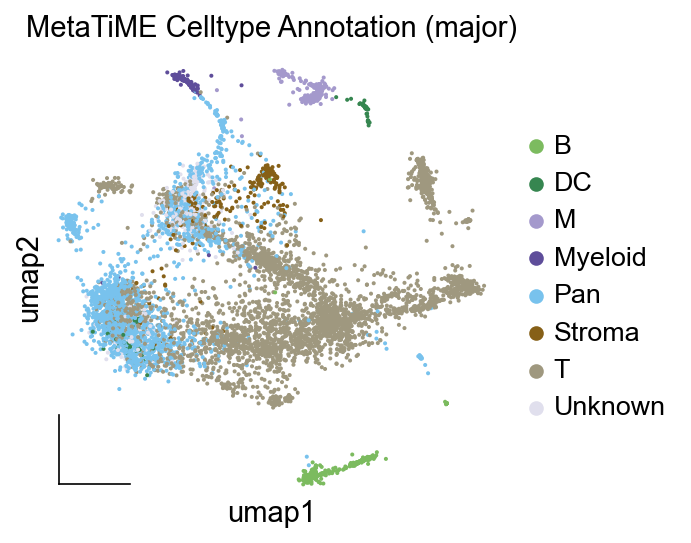 MetaTiME Celltype Annotation (major)
B
DC
M
Myeloid
Pan
Stroma
T
Unknown
umap2
umap1